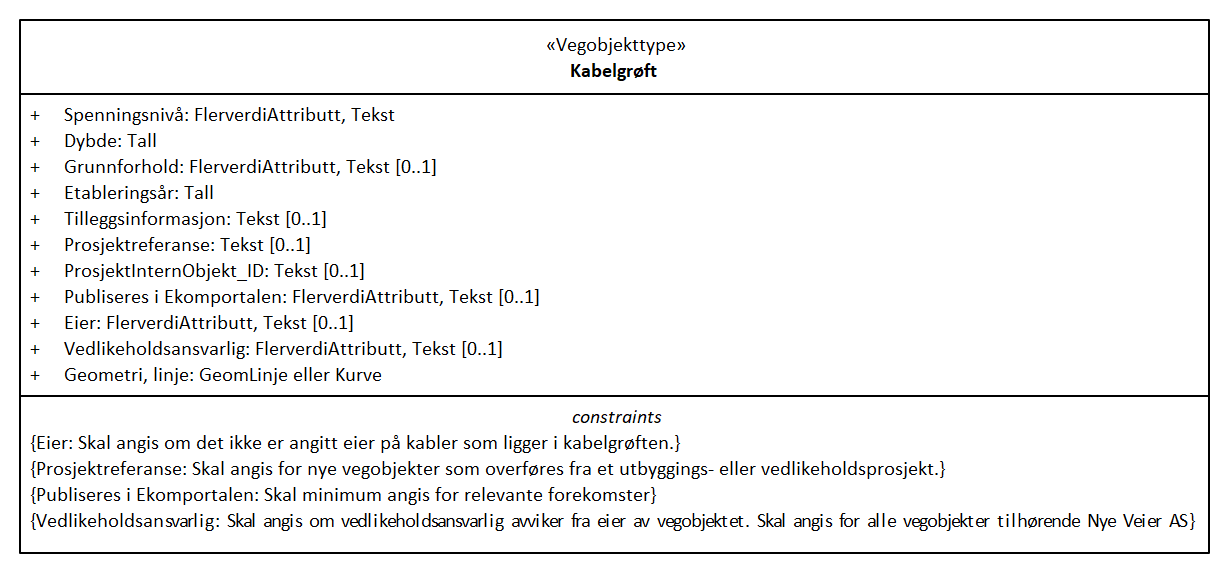 «Vegobjekttype»
Kabelgrøft
+ Spenningsnivå: FlerverdiAttributt, Tekst
+ Dybde: Tall
+ Grunnforhold: FlerverdiAttributt, Tekst [0..1]
+ Etableringsår: Tall
+ Tilleggsinformasjon: Tekst [0..1]
+ Prosjektreferanse: Tekst [0..1]
+ ProsjektInternObjekt_ID: Tekst [0..1]
+ Publiseres i Ekomportalen: FlerverdiAttributt, Tekst [0..1]
+ Eier: FlerverdiAttributt, Tekst [0..1]
+ Vedlikeholdsansvarlig: FlerverdiAttributt, Tekst [0..1]
+ Geometri, linje: GeomLinje eller Kurve
constraints
{Eier: Skal angis om det ikke er angitt eier på kabler som ligger i kabelgrøften.}
{Prosjektreferanse: Skal angis for nye vegobjekter som overføres fra et utbyggings- eller vedlikeholdsprosjekt.}
{Publiseres i Ekomportalen: Skal minimum angis for relevante forekomster}
{Vedlikeholdsansvarlig: Skal angis om vedlikeholdsansvarlig avviker fra eier av vegobjektet. Skal angis for alle vegobjekter tilhørende Nye Veier AS}